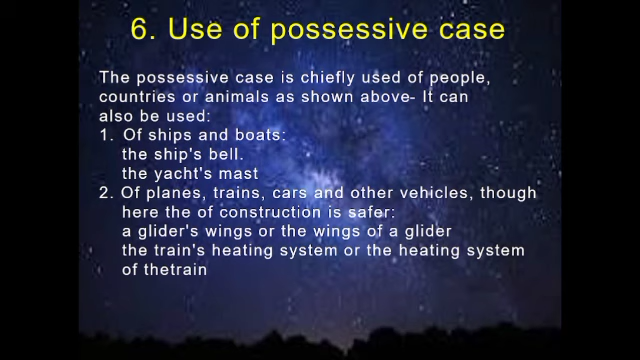 6. Use of possessive case
The possessive case is chiefly used of people,
countries or animals as shown above- It can
also be used:
1. Of ships and boats:
the ship's bell.
the yacht's mast
2. Of planes, trains, cars and other vehicles, though
here the of construction is safer:
a glider's wings or the wings of a glider
the train's heating system or the heating system
of thetrain